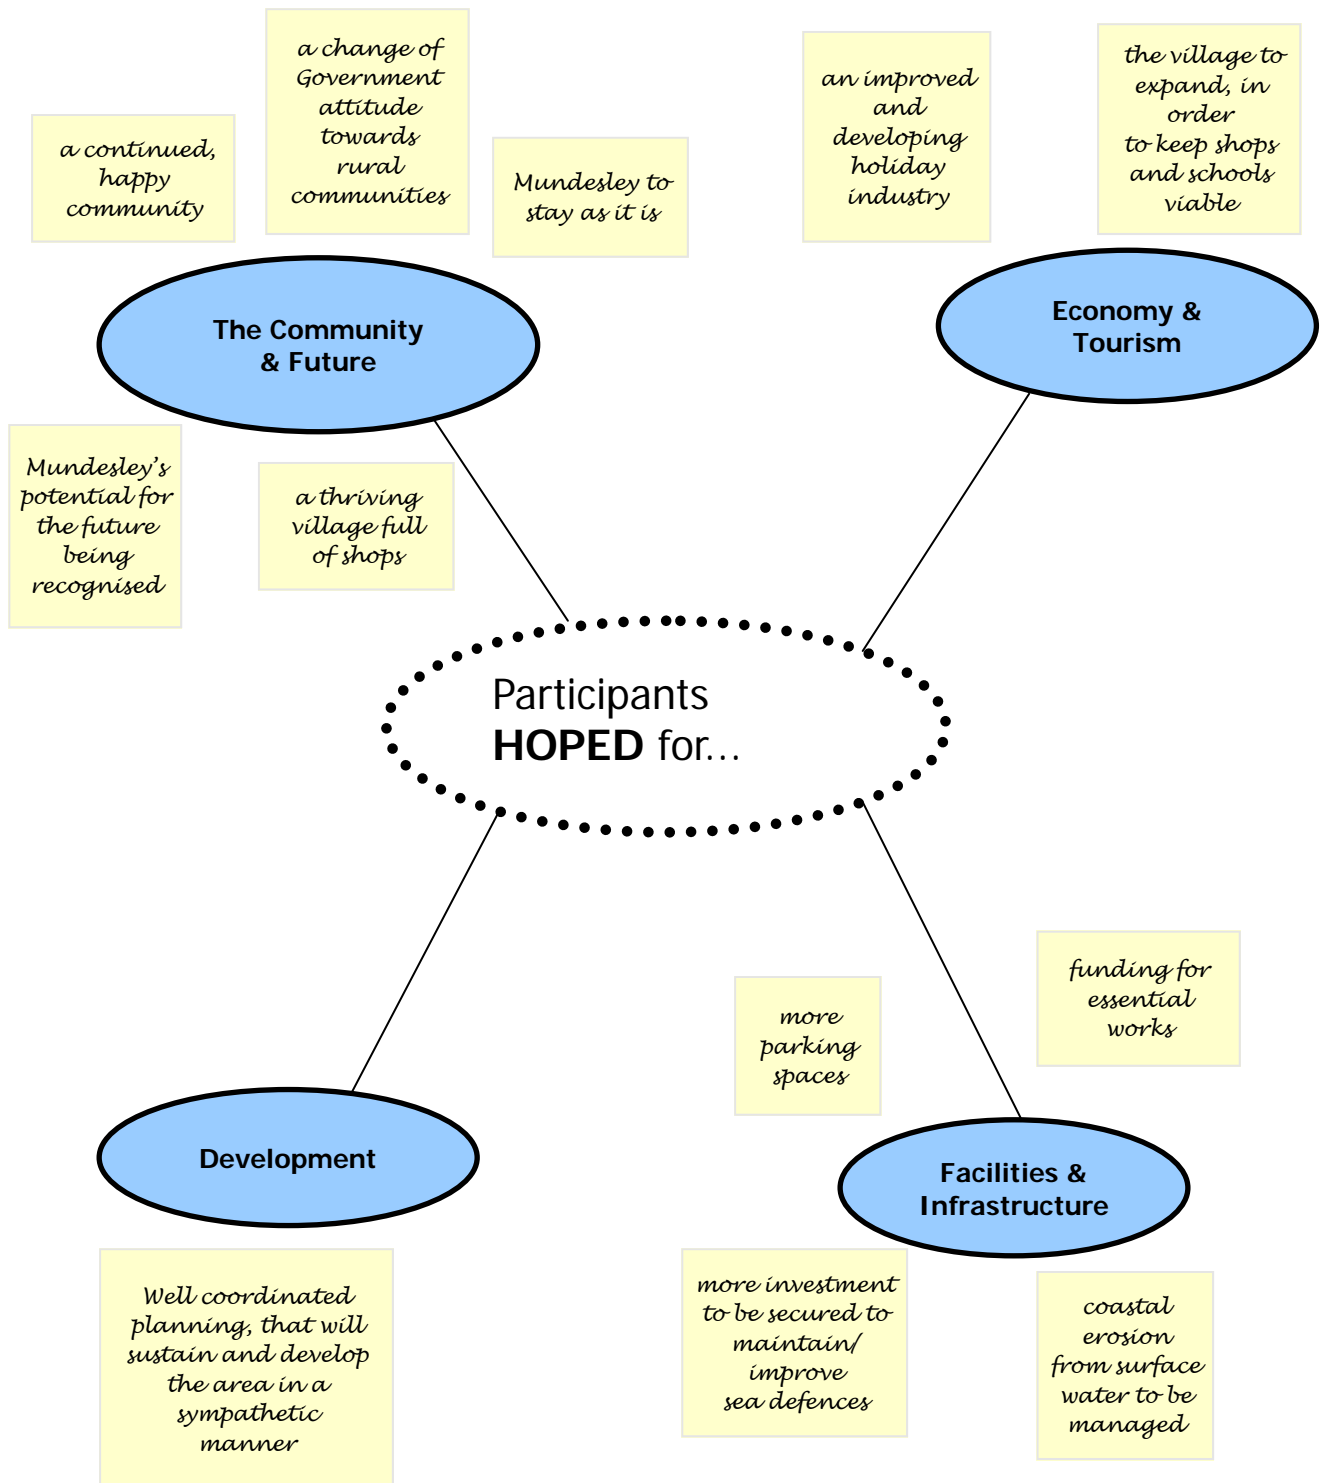 a change of
Government
attitude
towards
rural
communities
a continued,
happy
community
Mundesley to
stay as it is
an improved
and
developing
holiday
industry
the village to
expand, in
order
to keep shops
and schools
viable
The Community
& Future
Economy &
Tourism
Mundesley's
potential for
the future
being
recognised
a thriving
village full
of shops
Participants
HOPED for...
more
parking
spaces
funding for
essential
works
Development
Facilities &
Infrastructure
Well coordinated
planning, that will
sustain and develop
the area in a
sympathetic
manner
more investment
to be secured to
maintain/
improve
sea defences
coastal
erosion
from surface
water to be
managed